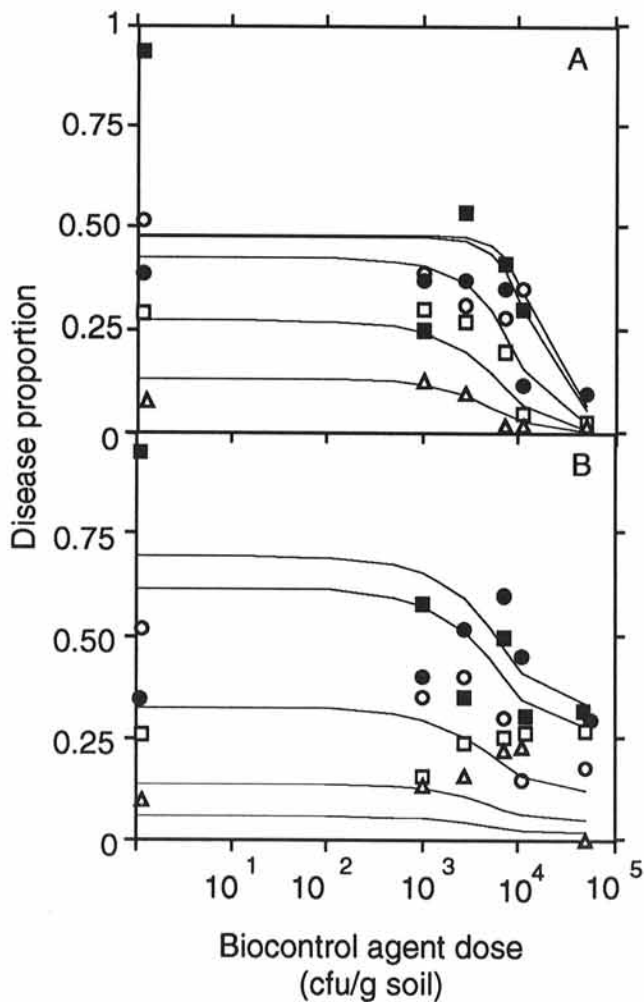 1
A
0.75
0.50
0.25
0
B
0.75
0.50
0.25
0
Disease proportion
10^1 10^2 10^3 10^4 10^5
Biocontrol agent dose
(cfu/g soil)